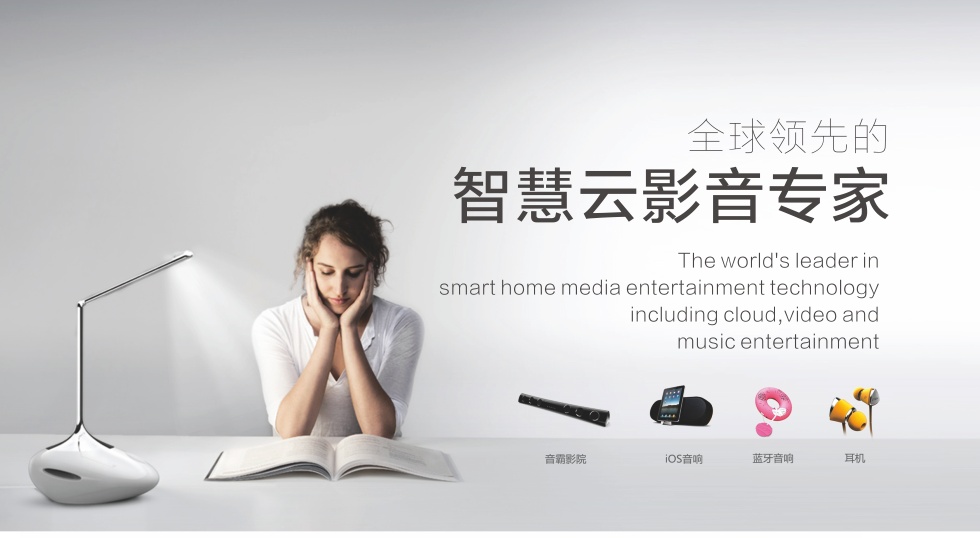 全球领先的
智慧云影音专家
The world's leader in
smart home media entertainment technology
including cloud,video and
music entertainment
音霸影院
iOS音响
蓝牙音响
耳机